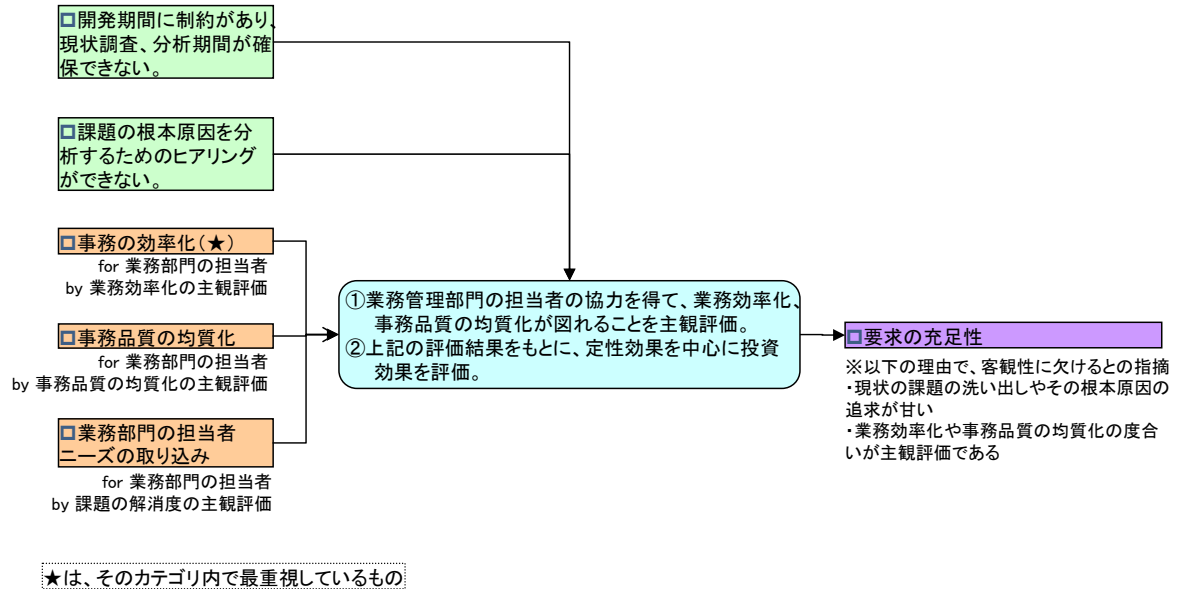 □開発期間に制約があり、
現状調査、分析期間が確
保できない。
□課題の根本原因を分
析するためのヒアリング
ができない。
□事務の効率化(★)
for 業務部門の担当者
by 業務効率化の主観評価
□事務品質の均質化
for 業務部門の担当者
by 事務品質の均質化の主観評価
□業務部門の担当者
ニーズの取り込み
for 業務部門の担当者
by 課題の解消度の主観評価
①業務管理部門の担当者の協力を得て、業務効率化、
事務品質の均質化が図れることを主観評価。
②上記の評価結果をもとに、定性効果を中心に投資
効果を評価。
□要求の充足性
※以下の理由で、客観性に欠けるとの指摘
・現状の課題の洗い出しやその根本原因の
追求が甘い
・業務効率化や事務品質の均質化の度合
いが主観評価である
★は、そのカテゴリ内で最重視しているもの